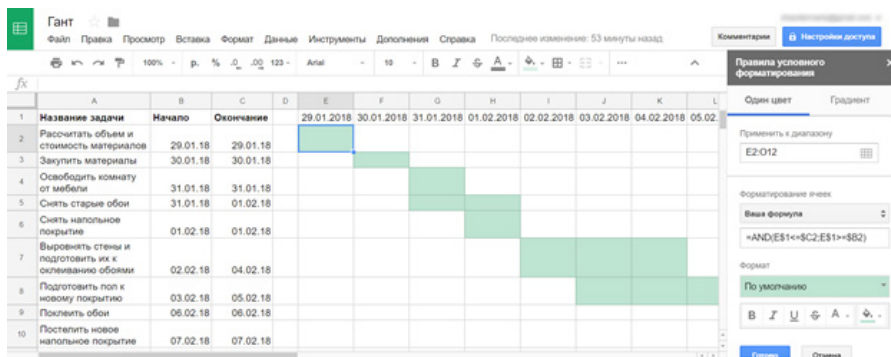 Гант
Файл Правка Просмотр Вставка Формат Данные Инструменты Дополнения Справка Последнее изменение: 53 минуты назад
Комментарии Настройки доступа
100% р. % .0 .00 123 Arial 10 B I S A
fx
A B C D E F G H I J K L
1 Название задачи Начало Окончание 29.01.2018 30.01.2018 31.01.2018 01.02.2018 02.02.2018 03.02.2018 04.02.2018 05.02.
2 Рассчитать объем и
стоимость материалов 29.01.18 29.01.18
3 Закупить материалы 30.01.18 30.01.18
4 Освободить комнату
от мебели 31.01.18 31.01.18
5 Снять старые обои 31.01.18 01.02.18
6 Снять напольное
покрытие 01.02.18 01.02.18
7 Выровнять стены и
подготовить их к
оклеиванию обоями 02.02.18 04.02.18
8 Подготовить пол к
новому покрытию 03.02.18 05.02.18
9 Поклеить обои 06.02.18 06.02.18
10 Постелить новое
напольное покрытие 07.02.18 07.02.18
Правила условного
форматирования
Один цвет Градиент
Применить к диапазону
E2:O12
Форматирование ячеек
Ваша формула
=AND(E$1<=$C2;E$1>=$B2)
Формат
По умолчанию
B I U S A
Готово Отмена